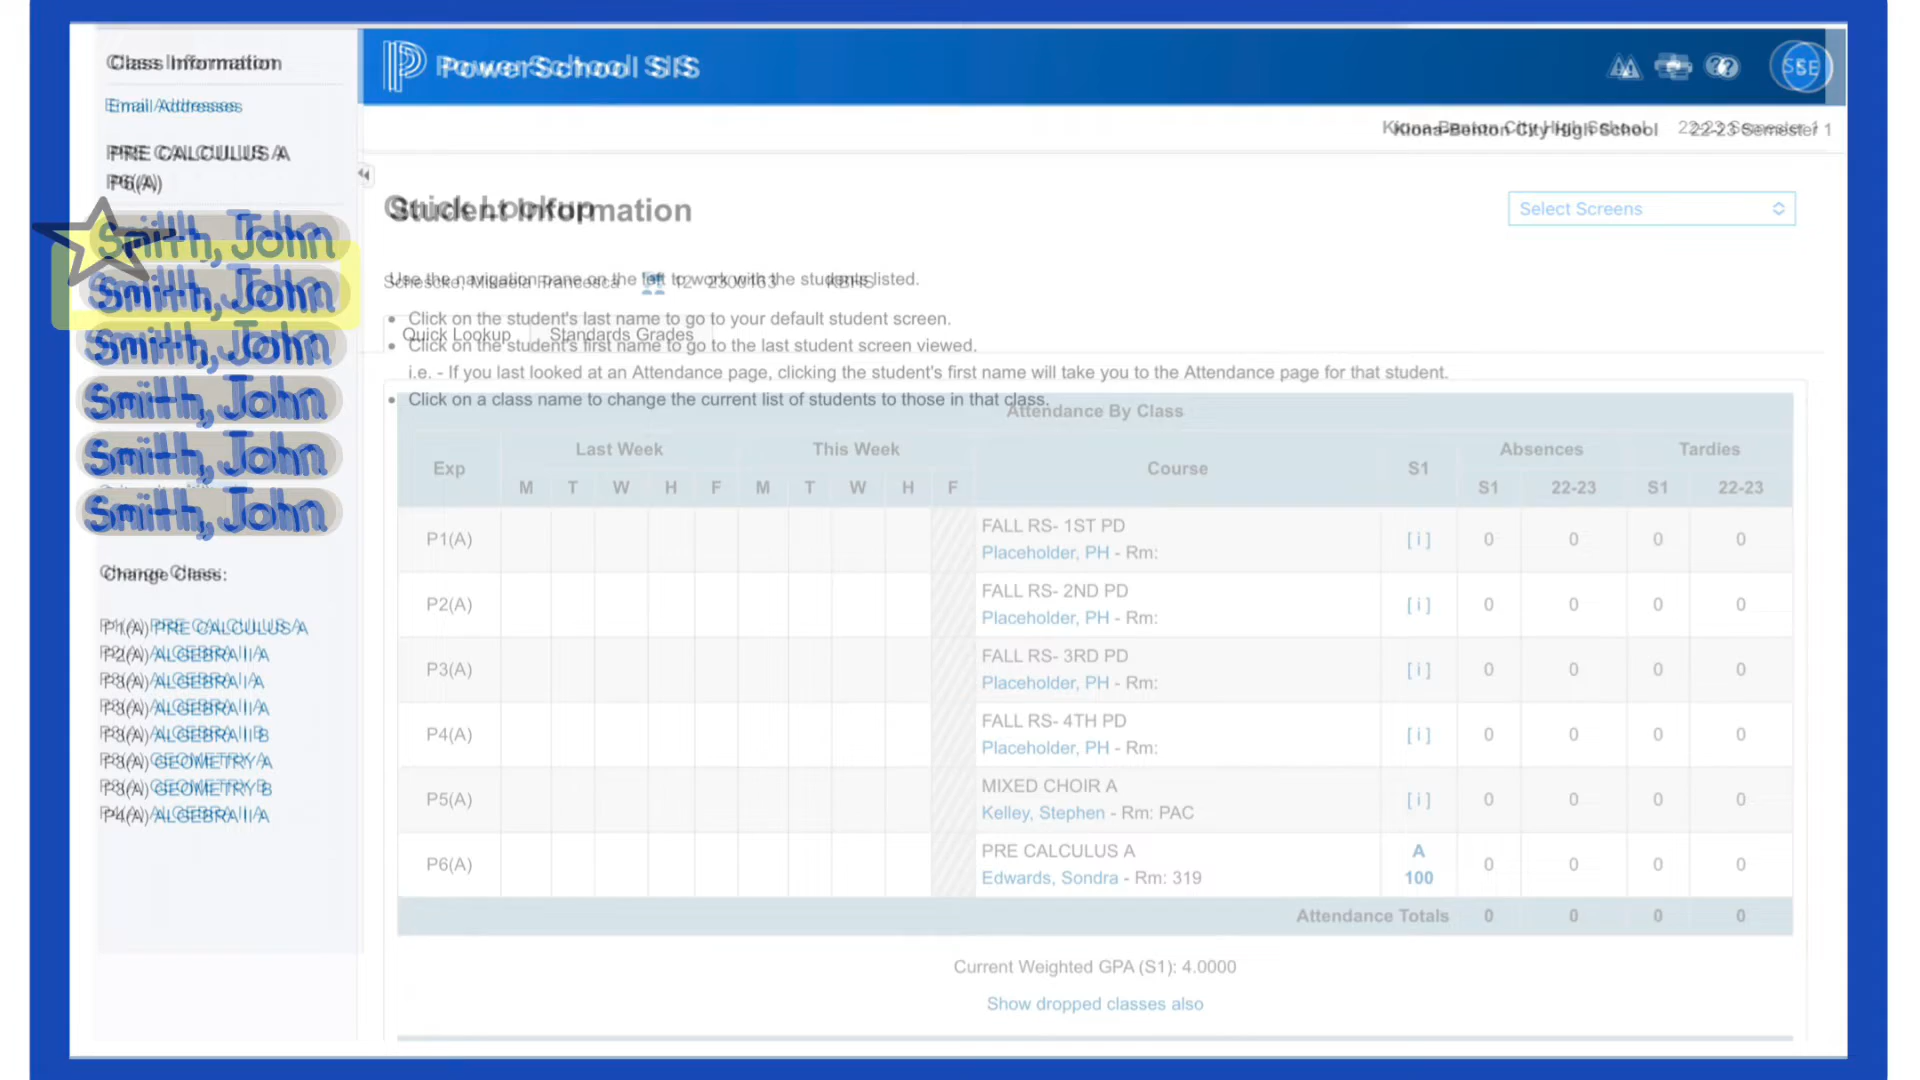 Class Information
Email Addresses
PRE CALCULUS A
Smith, John
Smith, John
Smith, John
Smith, John
Smith, John
Smith, John
Change Class:
P1(A) PRE CALCULUS A
P2(A) ALGEBRA II A
P3(A) ALGEBRA I A
P3(A) ALGEBRA II A
P3(A) ALGEBRA II B
P3(A) GEOMETRY A
P3(A) GEOMETRY B
P4(A) ALGEBRA II A
PowerSchool SIS
Kiona-Benton City High School 22-23 Semester 1
Quick Lookup
Student Information
Select Screens
Use the navigation pane on the left to work with the students listed.
Click on the student's last name to go to your default student screen.
Quick Lookup Standards Grades
Click on the student's first name to go to the last student screen viewed.
i.e. - If you last looked at an Attendance page, clicking the student's first name will take you to the Attendance page for that student.
Click on a class name to change the current list of students to those in that class.
Attendance By Class
Exp Last Week This Week Course S1 Absences Tardies
M T W H F M T W H F S1 22-23 S1 22-23
P1(A) FALL RS- 1ST PD [ i ] 0 0 0 0
Placeholder, PH - Rm:
P2(A) FALL RS- 2ND PD [ i ] 0 0 0 0
Placeholder, PH - Rm:
P3(A) FALL RS- 3RD PD [ i ] 0 0 0 0
Placeholder, PH - Rm:
P4(A) FALL RS- 4TH PD [ i ] 0 0 0 0
Placeholder, PH - Rm:
P5(A) MIXED CHOIR A [ i ] 0 0 0 0
Kelley, Stephen - Rm: PAC
P6(A) PRE CALCULUS A A 0 0 0 0
Edwards, Sondra - Rm: 319 100
Attendance Totals 0 0 0 0
Current Weighted GPA (S1): 4.0000
Show dropped classes also